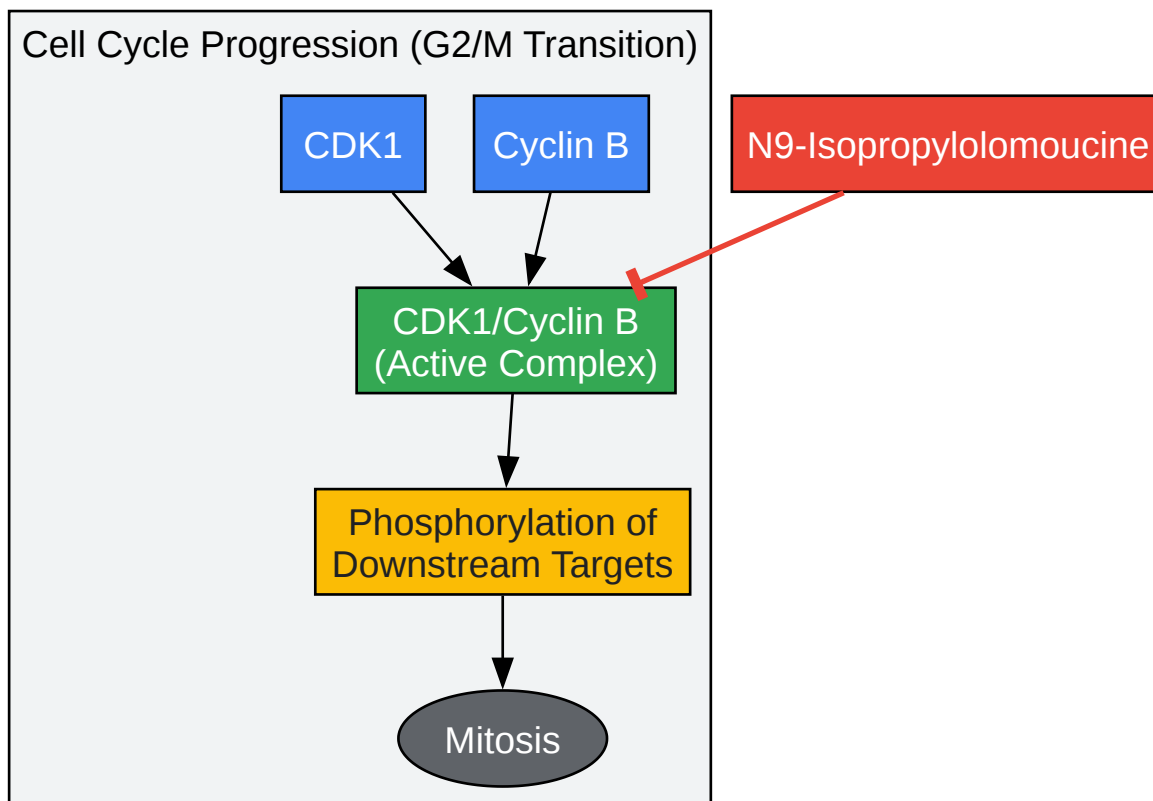 Cell Cycle Progression (G2/M Transition)
CDK1
Cyclin B
N9-Isopropylolomoucine
CDK1/Cyclin B
(Active Complex)
Phosphorylation of
Downstream Targets
Mitosis